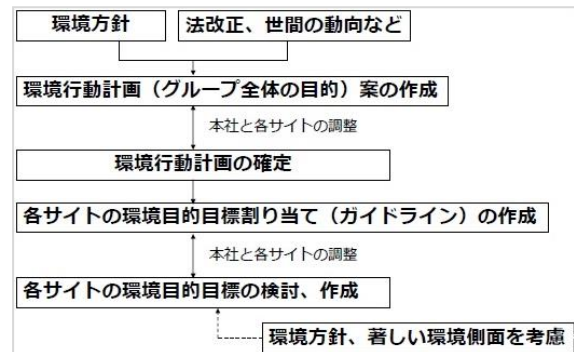 環境方針
法改正、世間の動向など
環境行動計画（グループ全体の目的）案の作成
本社と各サイトの調整
環境行動計画の確定
各サイトの環境目的目標割り当て（ガイドライン）の作成
本社と各サイトの調整
各サイトの環境目的目標の検討、作成
環境方針、著しい環境側面を考慮